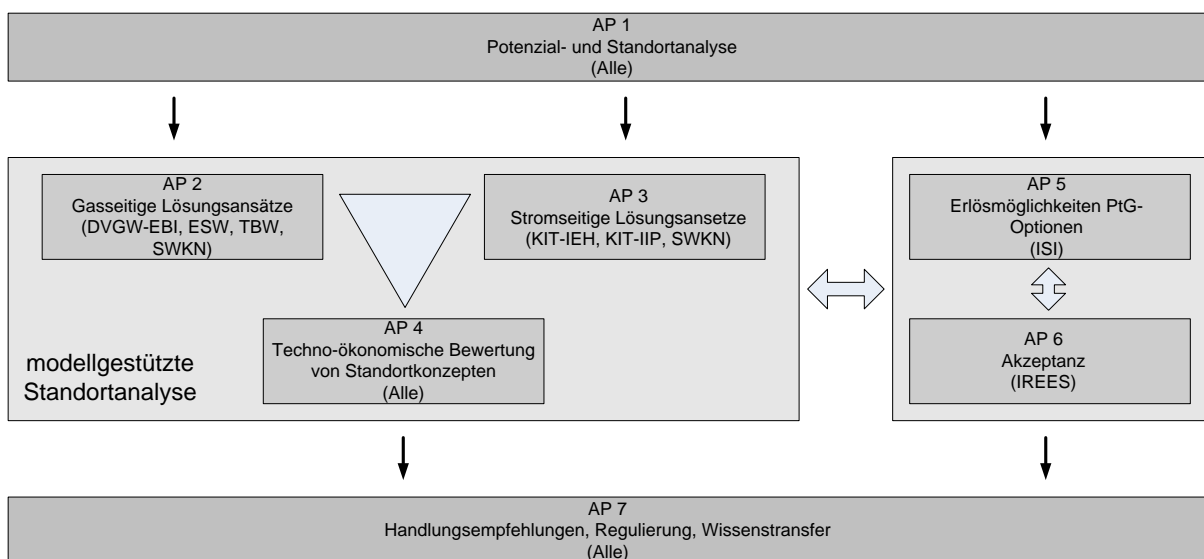 AP 1
Potenzial- und Standortanalyse
(Alle)
AP 2
Gasseitige Lösungsansätze
(DVGW-EBI, ESW, TBW,
SWKN)
AP 3
Stromseitige Lösungsansetze
(KIT-IEH, KIT-IIP, SWKN)
AP 4
Techno-ökonomische Bewertung
von Standortkonzepten
(Alle)
modellgestützte
Standortanalyse
AP 5
Erlösmöglichkeiten PtG-
Optionen
(ISI)
AP 6
Akzeptanz
(IREES)
AP 7
Handlungsempfehlungen, Regulierung, Wissenstransfer
(Alle)